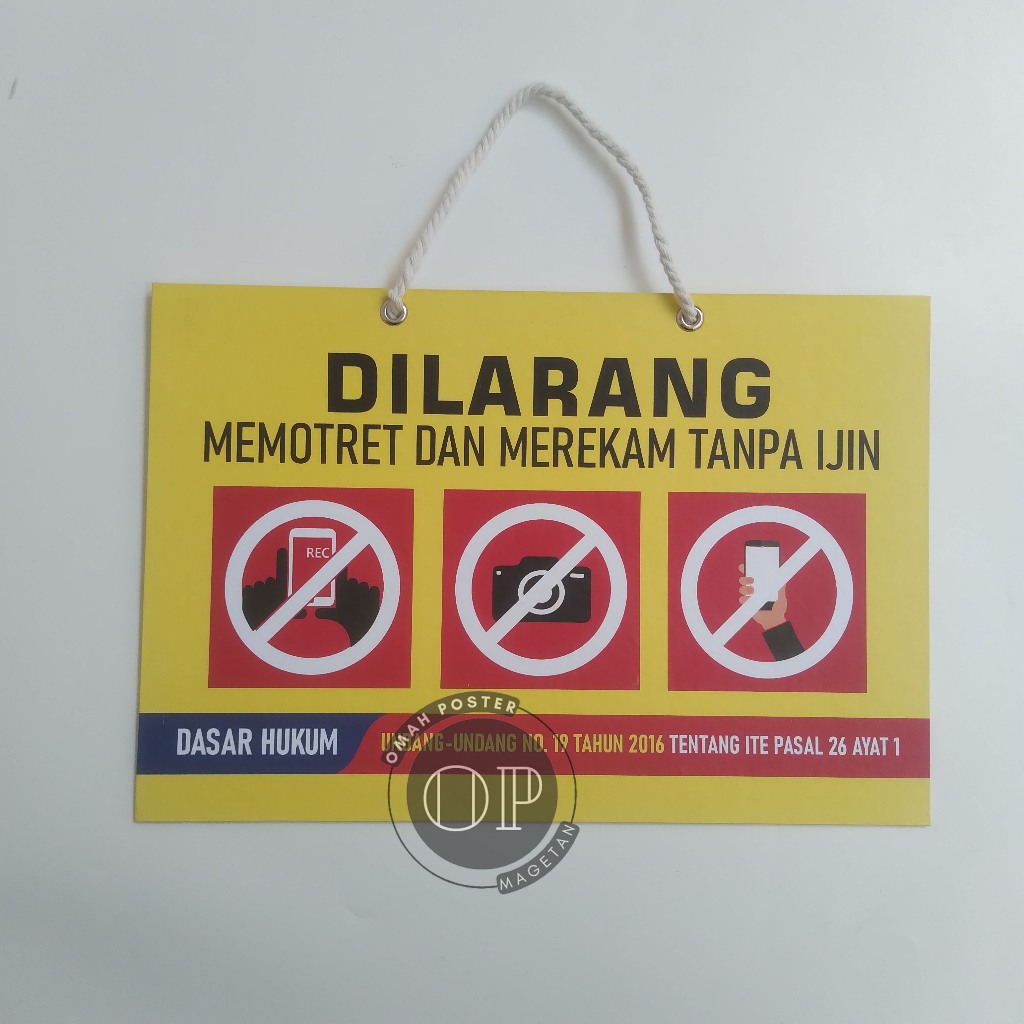 DILARANG
MEMOTRET DAN MEREKAM TANPA IJIN
REC
DASAR HUKUM
UNDANG-UNDANG NO. 19 TAHUN 2016 TENTANG ITE PASAL 26 AYAT 1
OMAH POSTER
OP
MAGETAN